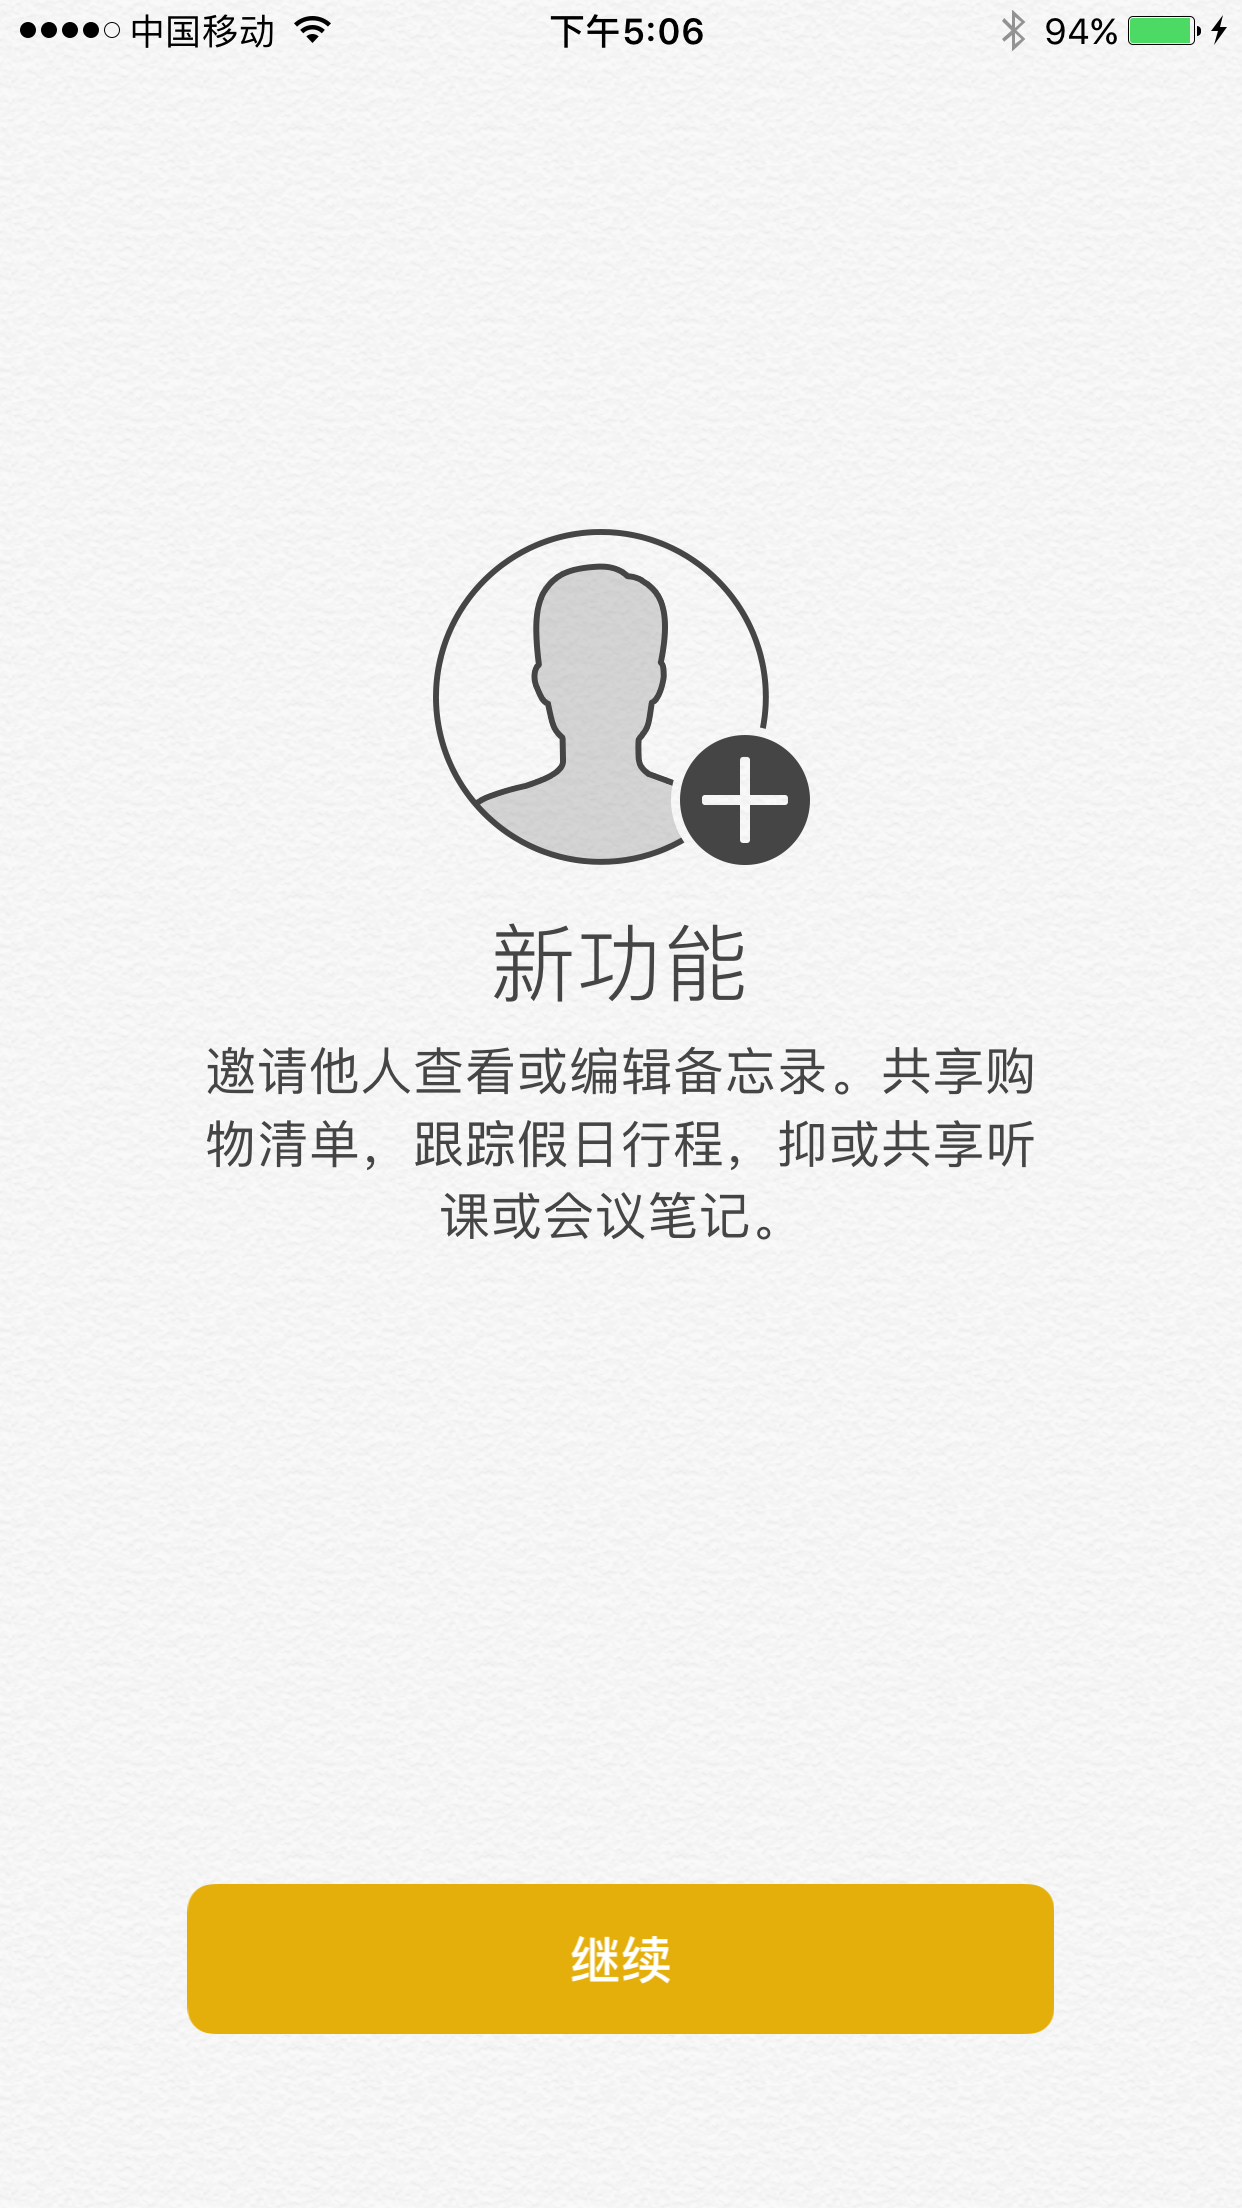 中国移动
下午5:06
94%
新功能
邀请他人查看或编辑备忘录。共享购
物清单，跟踪假日行程，抑或共享听
课或会议笔记。
继续